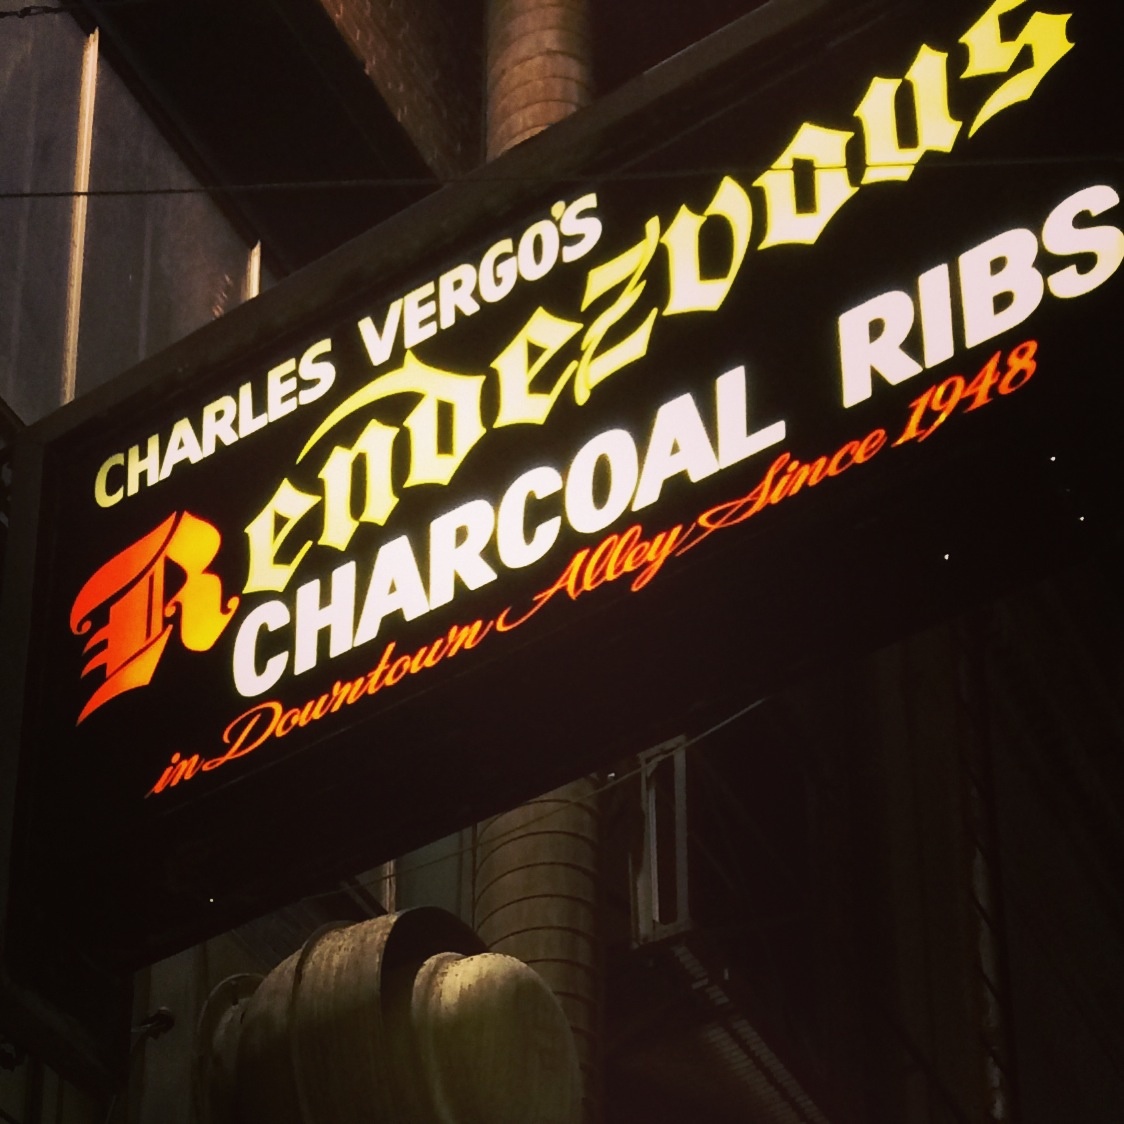 CHARLES VERGO'S
Rendezvous
CHARCOAL RIBS
in Downtown Alley Since 1948